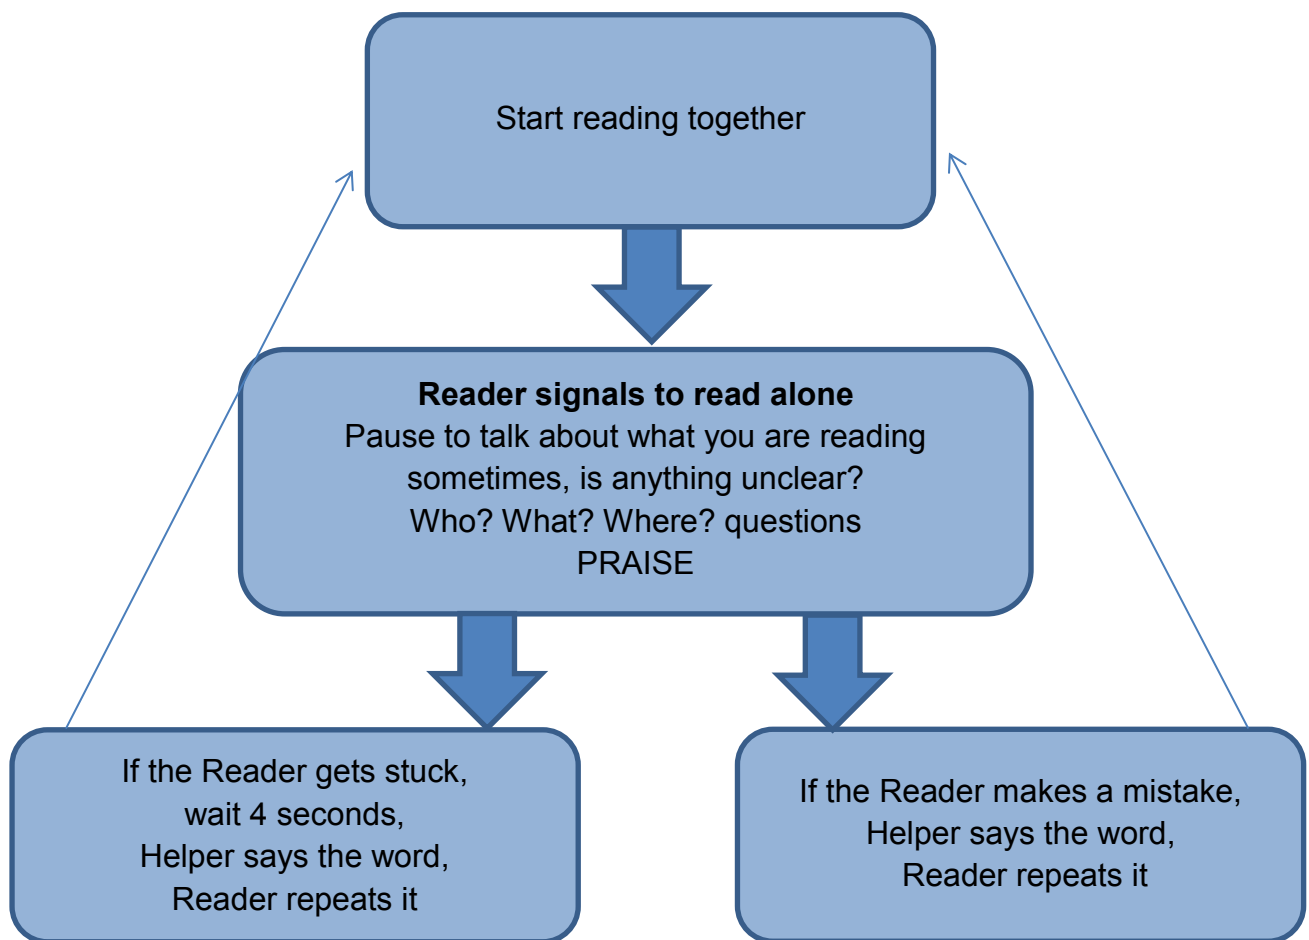 Start reading together
Reader signals to read alone
Pause to talk about what you are reading
sometimes, is anything unclear?
Who? What? Where? questions
PRAISE
If the Reader gets stuck,
wait 4 seconds,
Helper says the word,
Reader repeats it
If the Reader makes a mistake,
Helper says the word,
Reader repeats it